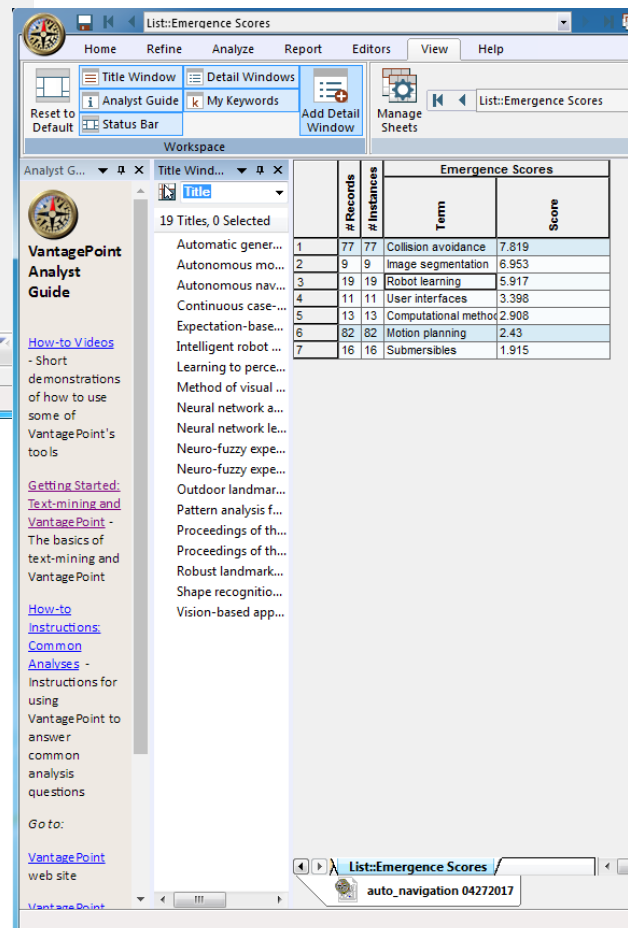 List::Emergence Scores
Home Refine Analyze Report Editors View Help
Reset to Default
Title Window
Analyst Guide
Status Bar
Detail Windows
My Keywords
Add Detail Window
Workspace
Manage Sheets
List::Emergence Scores
Analyst G...
VantagePoint
Analyst
Guide
How-to Videos
- Short
demonstrations
of how to use
some of
VantagePoint's
tools
Getting Started:
Text-mining and
VantagePoint -
The basics of
text-mining and
VantagePoint
How-to
Instructions:
Common
Analyses -
Instructions for
using
VantagePoint to
answer
common
analysis
questions
Go to:
VantagePoint
web site
VantagePoint
Title Wind...
Title
19 Titles, 0 Selected
Automatic gener...
Autonomous mo...
Autonomous nav...
Continuous case-...
Expectation-base...
Intelligent robot ...
Learning to perce...
Method of visual ...
Neural network a...
Neural network le...
Neuro-fuzzy expe...
Neuro-fuzzy expe...
Outdoor landmar...
Pattern analysis f...
Proceedings of th...
Proceedings of th...
Robust landmark...
Shape recognitio...
Vision-based app...
Emergence Scores
# Records # Instances Term Score
1 77 77 Collision avoidance 7.819
2 9 9 Image segmentation 6.953
3 19 19 Robot learning 5.917
4 11 11 User interfaces 3.398
5 13 13 Computational method 2.908
6 82 82 Motion planning 2.43
7 16 16 Submersibles 1.915
List::Emergence Scores
auto_navigation 04272017